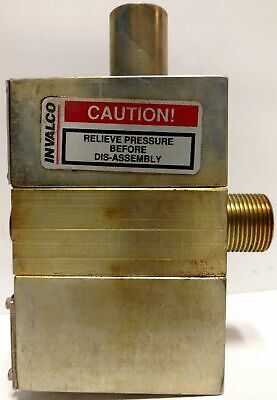 INVALCO
CAUTION!
RELIEVE PRESSURE
BEFORE
DIS-ASSEMBLY